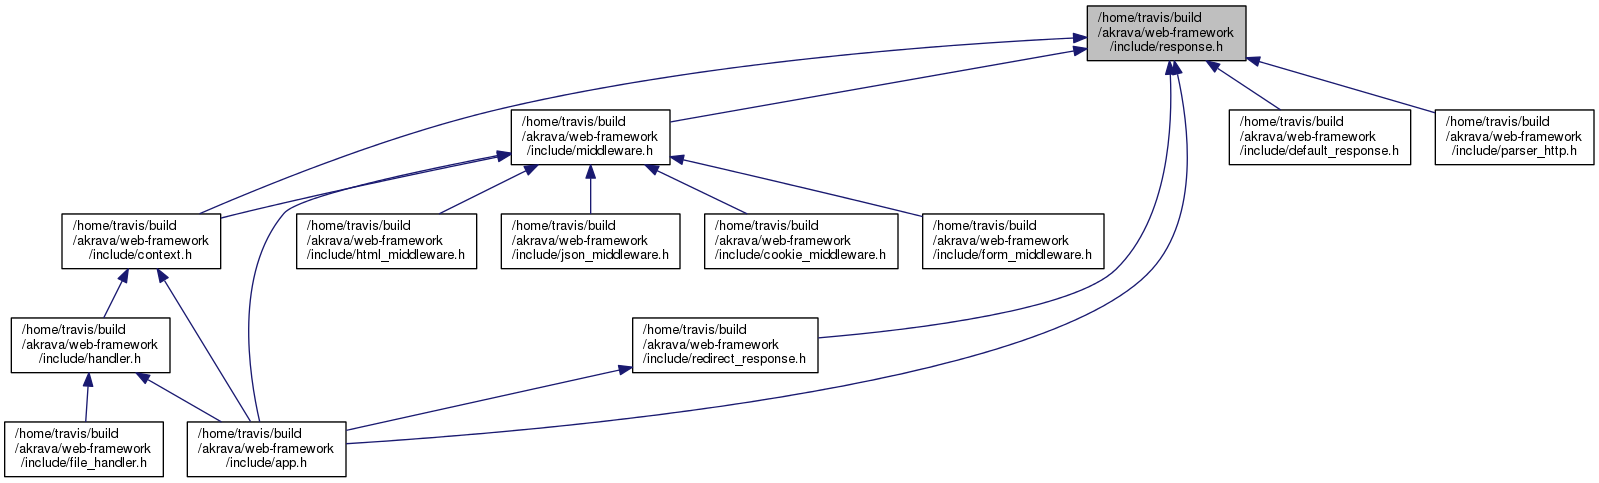 /home/travis/build
/akrava/web-framework
/include/response.h
/home/travis/build
/akrava/web-framework
/include/middleware.h
/home/travis/build
/akrava/web-framework
/include/default_response.h
/home/travis/build
/akrava/web-framework
/include/parser_http.h
/home/travis/build
/akrava/web-framework
/include/context.h
/home/travis/build
/akrava/web-framework
/include/html_middleware.h
/home/travis/build
/akrava/web-framework
/include/json_middleware.h
/home/travis/build
/akrava/web-framework
/include/cookie_middleware.h
/home/travis/build
/akrava/web-framework
/include/form_middleware.h
/home/travis/build
/akrava/web-framework
/include/handler.h
/home/travis/build
/akrava/web-framework
/include/redirect_response.h
/home/travis/build
/akrava/web-framework
/include/file_handler.h
/home/travis/build
/akrava/web-framework
/include/app.h